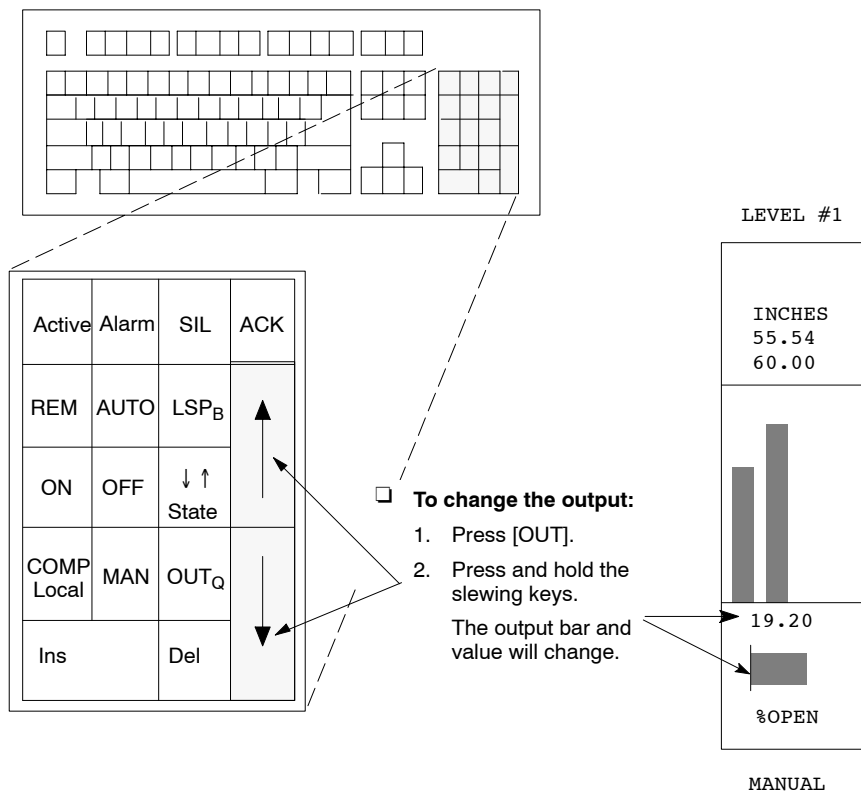 LEVEL #1
INCHES
55.54
60.00
Active Alarm SIL ACK
REM AUTO LSPB
ON OFF ↓ ↑
State
COMP
Local MAN OUTQ
Ins Del
❏ To change the output:
1. Press [OUT].
2. Press and hold the
slewing keys.
The output bar and
value will change.
19.20
%OPEN
MANUAL